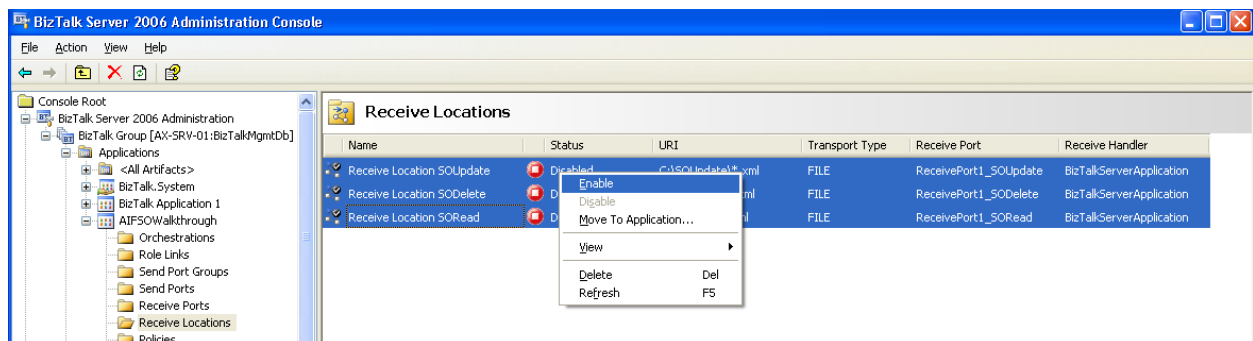 BizTalk Server 2006 Administration Console
File Action View Help
Console Root
BizTalk Server 2006 Administration
BizTalk Group [AX-SRV-01:BizTalkMgmtDb]
Applications
<All Artifacts>
BizTalk.System
BizTalk Application 1
AIFSOWalkthrough
Orchestrations
Role Links
Send Port Groups
Send Ports
Receive Ports
Receive Locations
Policies
Receive Locations
Name Status URI Transport Type Receive Port Receive Handler
Receive Location SOUpdate Disabled C:\SOUpdate\*.xml FILE ReceivePort1_SOUpdate BizTalkServerApplication
Receive Location SODelete FILE ReceivePort1_SODelete BizTalkServerApplication
Receive Location SORead FILE ReceivePort1_SORead BizTalkServerApplication
Enable
Disable
Move To Application...
View
Delete Del
Refresh F5